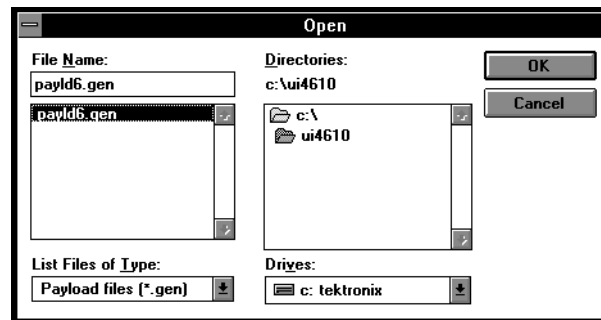 Open
File Name:
payld6.gen
payld6.gen
List Files of Type:
Payload files (*.gen)
Directories:
c:\ui4610
c:\
ui4610
Drives:
c: tektronix
OK
Cancel